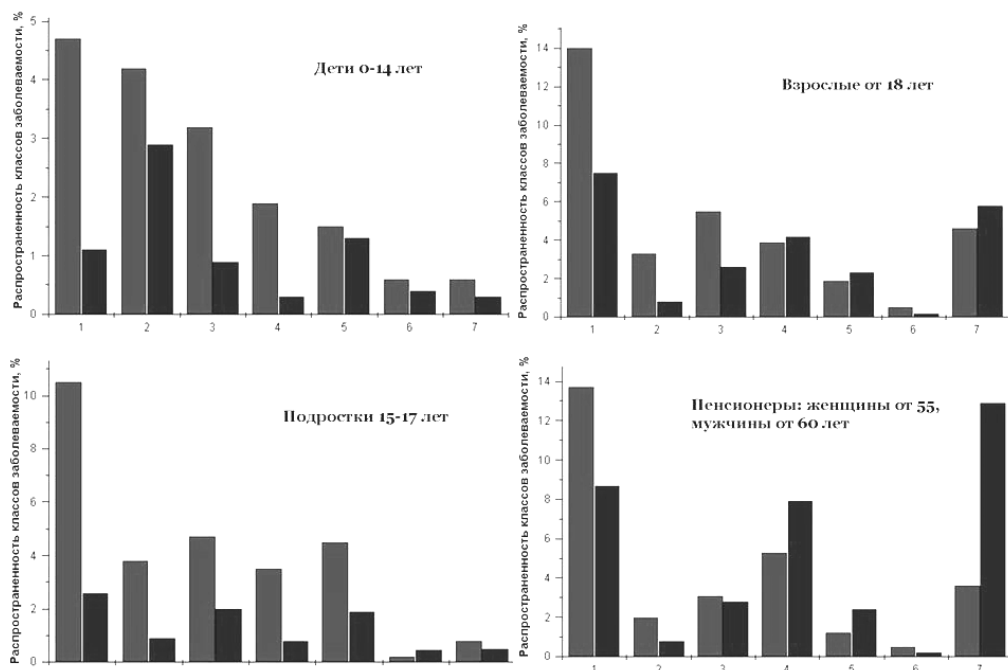 Распространенность классов заболеваемости, %
5
4
3
2
1
0
Дети 0-14 лет
1 2 3 4 5 6 7
Распространенность классов заболеваемости, %
14
12
10
8
6
4
2
0
Взрослые от 18 лет
1 2 3 4 5 6 7
Распространенность классов заболеваемости, %
10
8
6
4
2
0
Подростки 15-17 лет
Распространенность классов заболеваемости, %
14
12
10
8
6
4
2
0
Пенсионеры: женщины от 55,
мужчины от 60 лет
1 2 3 4 5 6 7